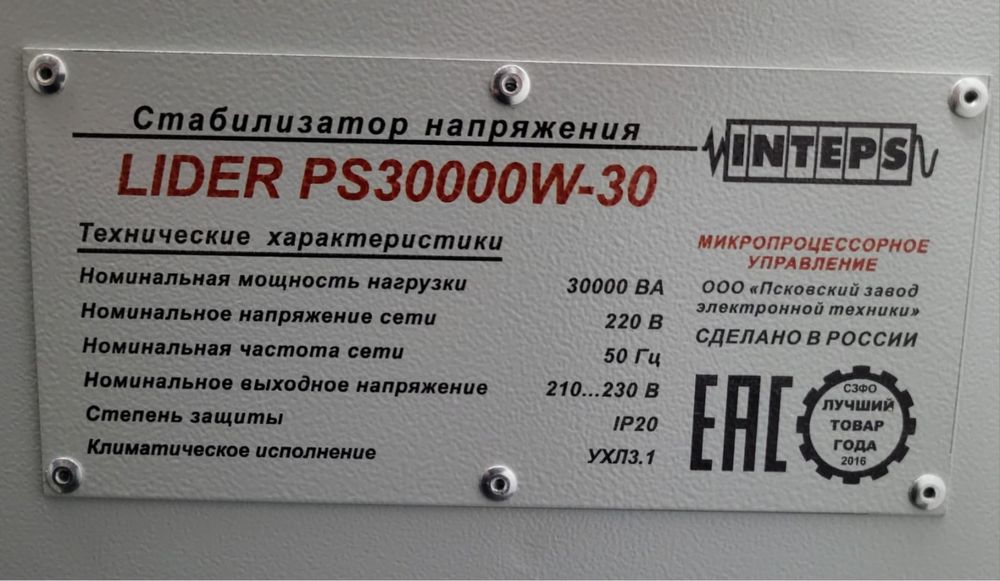 Стабилизатор напряжения
INTEPS
LIDER PS30000W-30
Технические характеристики
Номинальная мощность нагрузки 30000 ВА
Номинальное напряжение сети 220 В
Номинальная частота сети 50 Гц
Номинальное выходное напряжение 210...230 В
Степень защиты IP20
Климатическое исполнение УХЛ3.1
МИКРОПРОЦЕССОРНОЕ
УПРАВЛЕНИЕ
ООО «Псковский завод
электронной техники»
СДЕЛАНО В РОССИИ
EAC
СЗФО
ЛУЧШИЙ
ТОВАР
ГОДА
2016